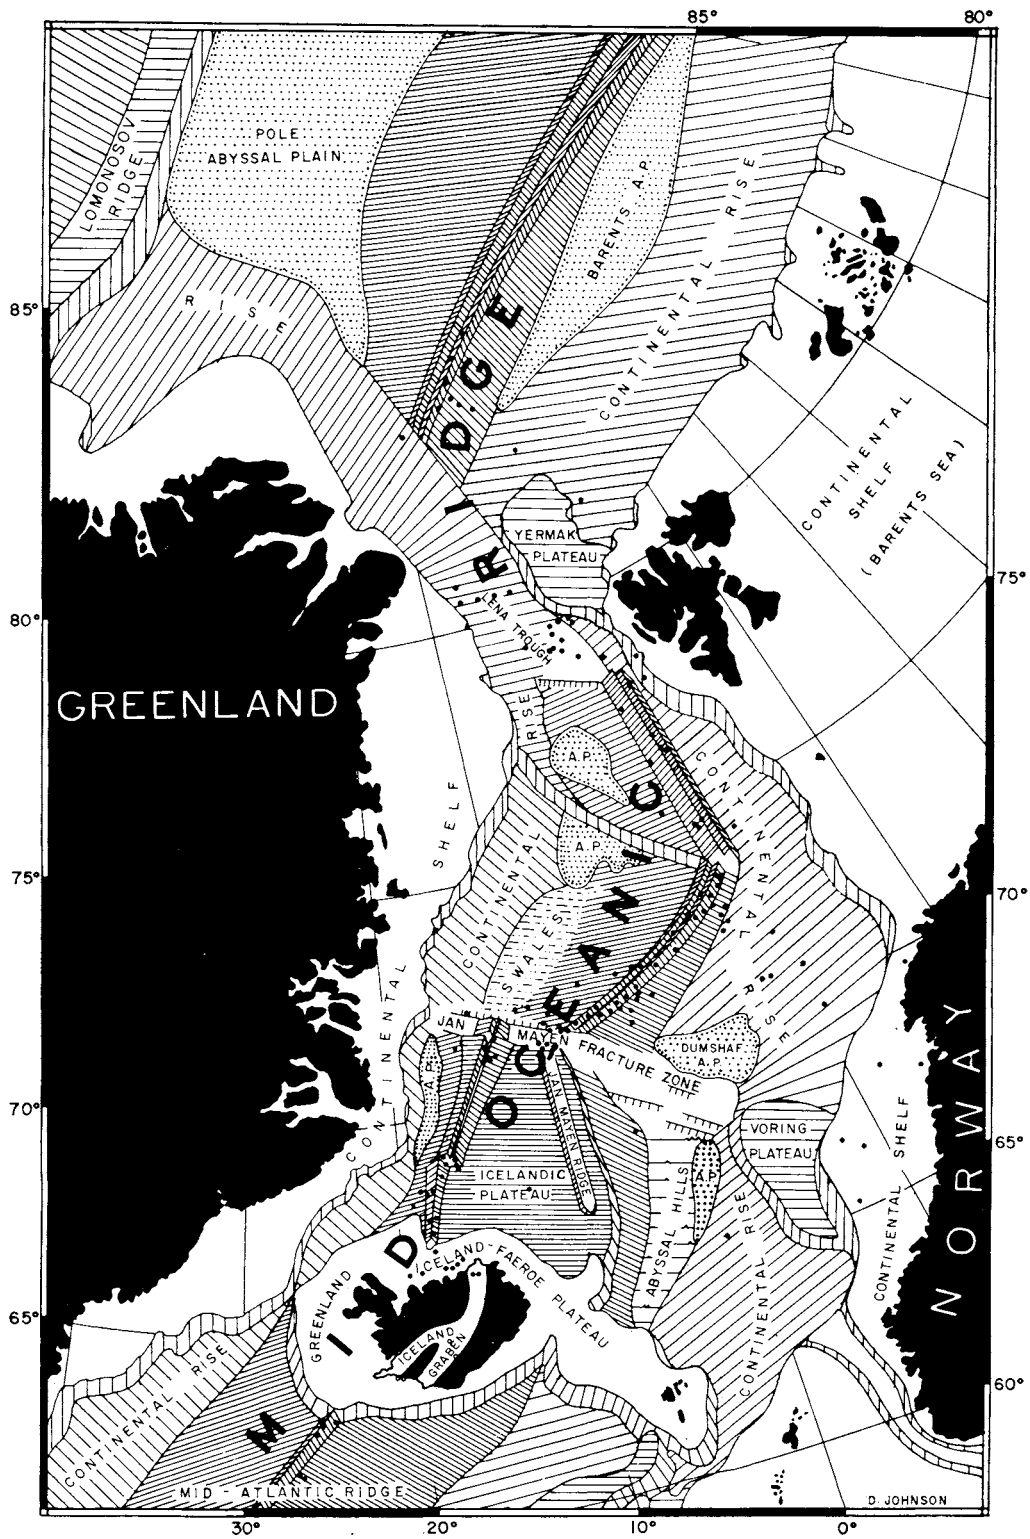 85°
80°
POLE
ABYSSAL PLAIN
LOMONOSOV
RIDGE
BARENTS A.P.
CONTINENTAL RISE
85°
RISE
CONTINENTAL
SHELF
(BARENTS SEA)
YERMAK
PLATEAU
75°
LENA TROUGH
80°
GREENLAND
RISE
A.P.
CONTINENTAL RISE
SHELF
A.P.
CONTINENTAL
75°
70°
SWALES
MID OCEANIC RIDGE
CONTINENTAL
JAN MAYEN FRACTURE ZONE
DUMSHAF
A.P.
A.P.
JAN MAYEN RIDGE
70°
VORING
PLATEAU
65°
NORWAY
CONTINENTAL SHELF
ICELANDIC
PLATEAU
A.P.
ABYSSAL HILLS
CONTINENTAL RISE
ICELAND-FAEROE PLATEAU
GREENLAND
65°
ICELAND
GRABEN
CONTINENTAL RISE
60°
MID-ATLANTIC RIDGE
D. JOHNSON
30°
20°
10°
0°